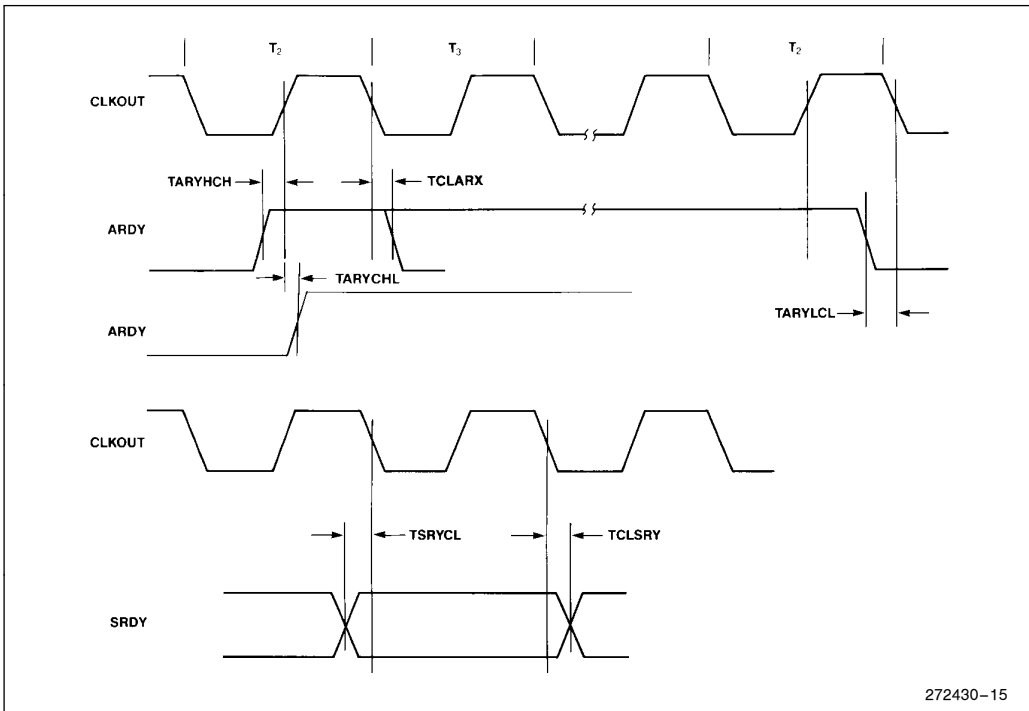 T₂ T₃ T₂
CLKOUT
TARYHCH TCLARX
ARDY
TARYCHL
ARDY
TARYLCL
CLKOUT
TSRYCL TCLSRY
SRDY
272430-15